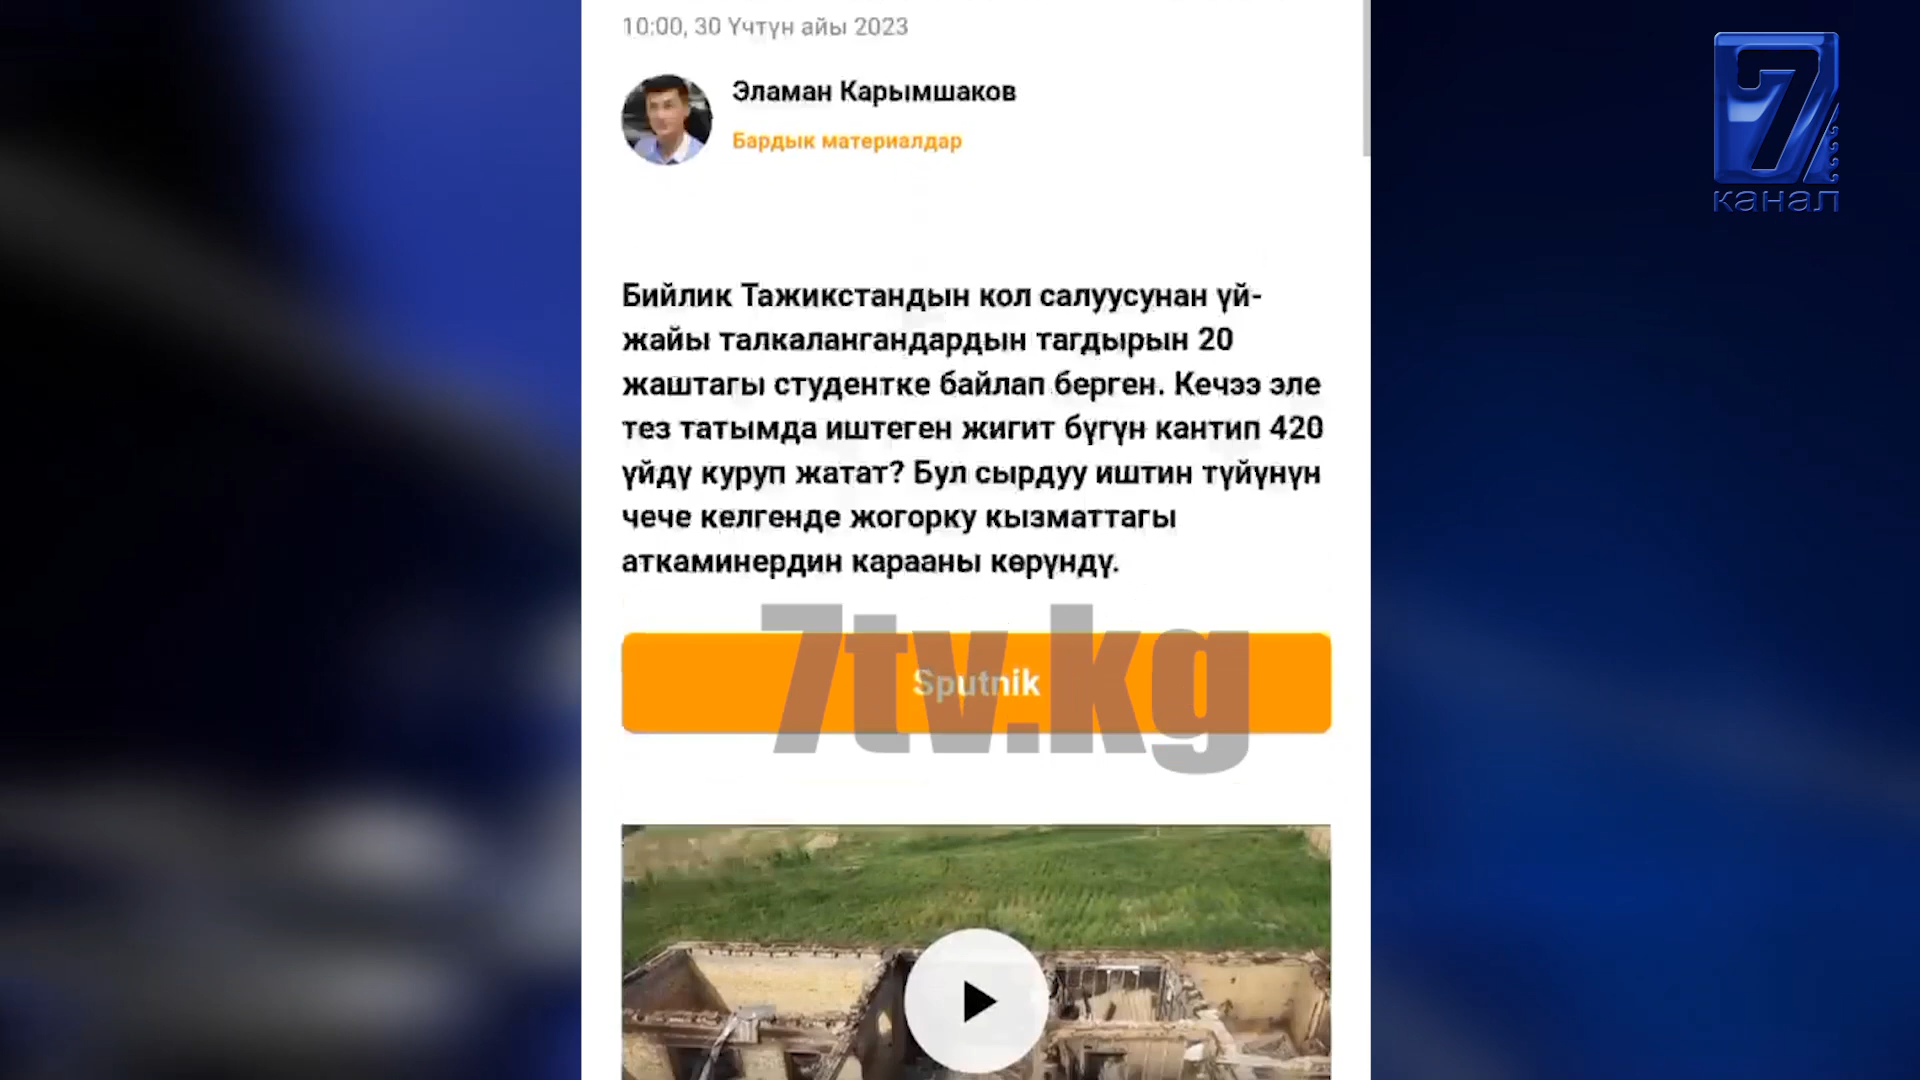 10:00, 30 Үчтүн айы 2023
Эламан Карымшаков
Бардык материалдар
7
канал
Бийлик Тажикстандын кол салуусунан үй-
жайы талкалангандардын тагдырын 20
жаштагы студентке байлап берген. Кечээ эле
тез татымда иштеген жигит бүгүн кантип 420
үйдү куруп жатат? Бул сырдуу иштин түйүнүн
чече келгенде жогорку кызматтагы
аткаминердин карааны көрүндү.
Sputnik
7tv.kg